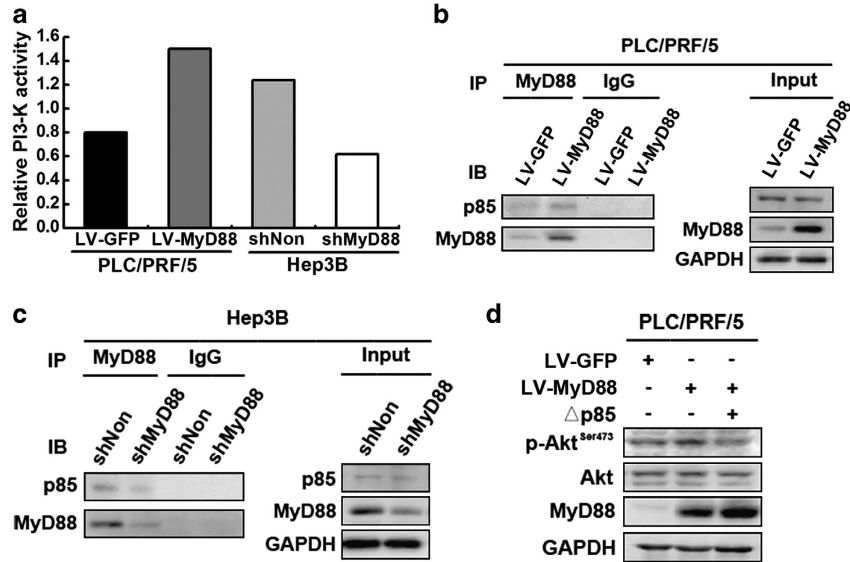 a
Relative PI3-K activity
1.6
1.4
1.2
1.0
0.8
0.6
0.4
0.2
0.0
LV-GFP LV-MyD88 shNon shMyD88
PLC/PRF/5 Hep3B
b
PLC/PRF/5
IP MyD88 IgG Input
IB LV-GFP LV-MyD88 LV-GFP LV-MyD88 LV-GFP LV-MyD88
p85
MyD88 MyD88
GAPDH
c
Hep3B
IP MyD88 IgG Input
IB shNon shMyD88 shNon shMyD88 shNon shMyD88
p85 p85
MyD88 MyD88
GAPDH
d
PLC/PRF/5
LV-GFP + - -
LV-MyD88 - + +
△p85 - - +
p-Akt^Ser473
Akt
MyD88
GAPDH